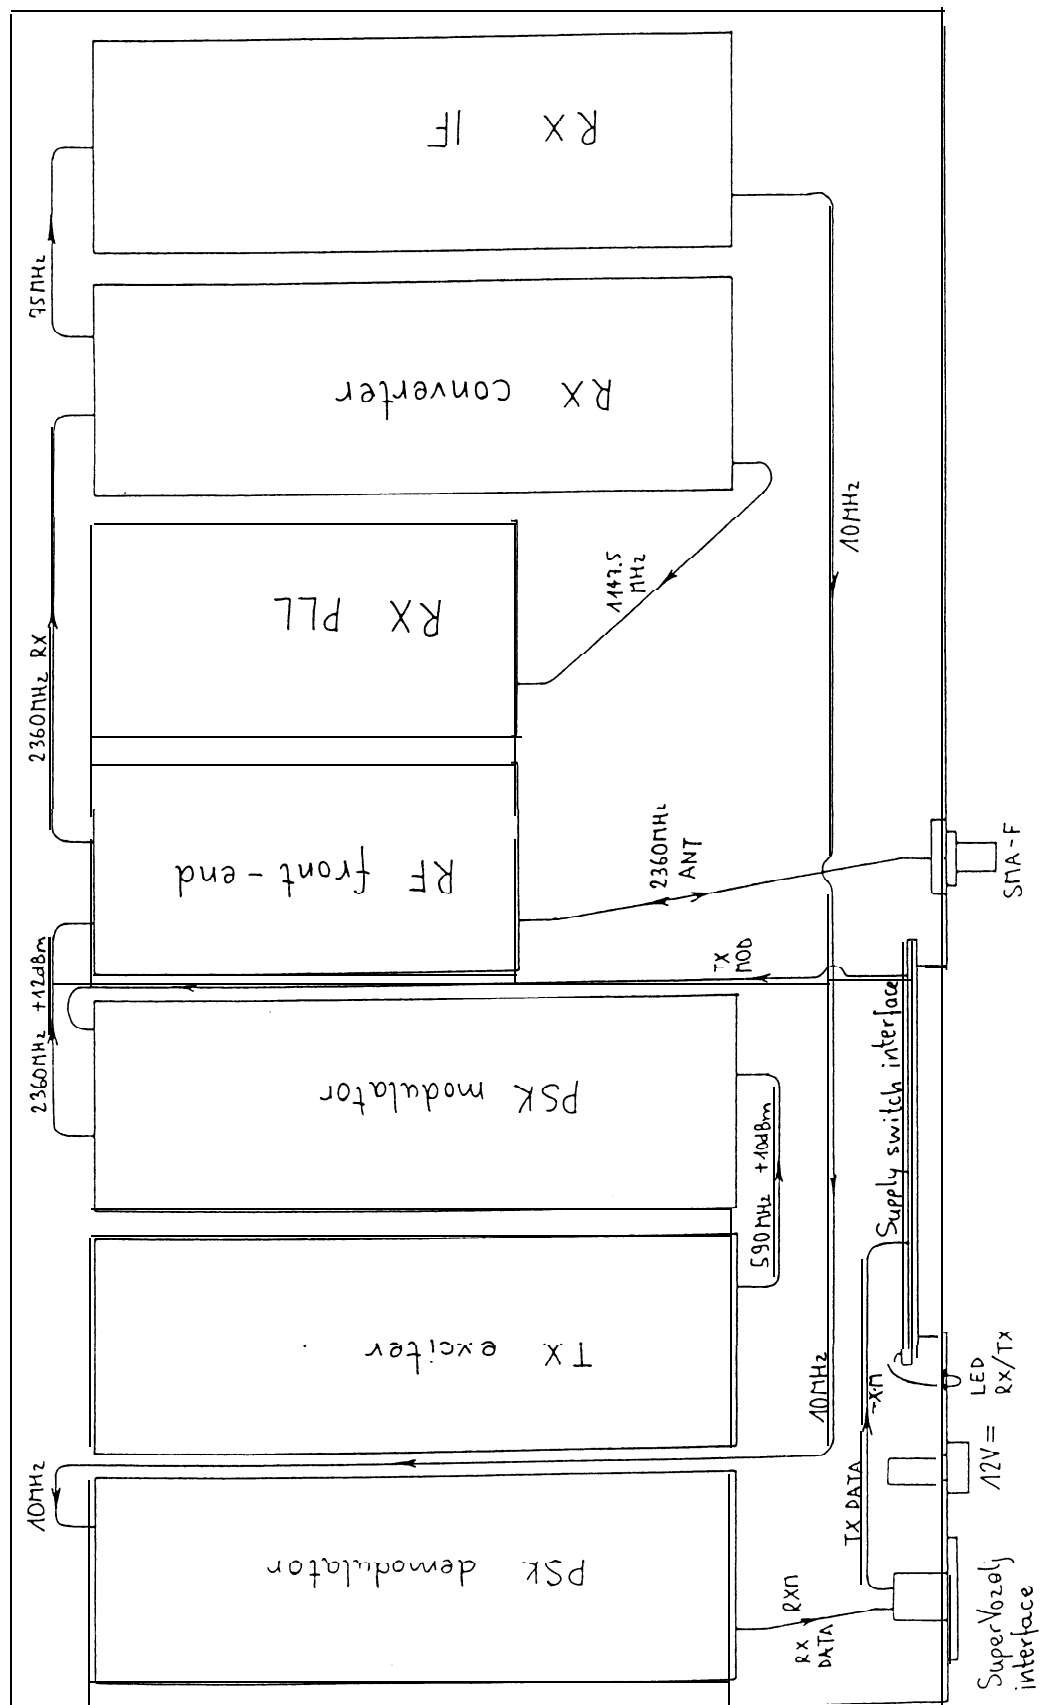 RX IF
75MHz
RX converter
10MHz
1147.5
MHz
RX PLL
2360MHz RX
RF front-end
2360MHz
ANT
SMA-F
2360MHz +12dBm
TX
MOD
PSK modulator
Supply switch interface
590MHz +10dBm
TX exciter
10MHz
LED
RX/TX
12V=
10MHz
TX DATA
PSK demodulator
RXM
RX
DATA
SuperVozelj
interface